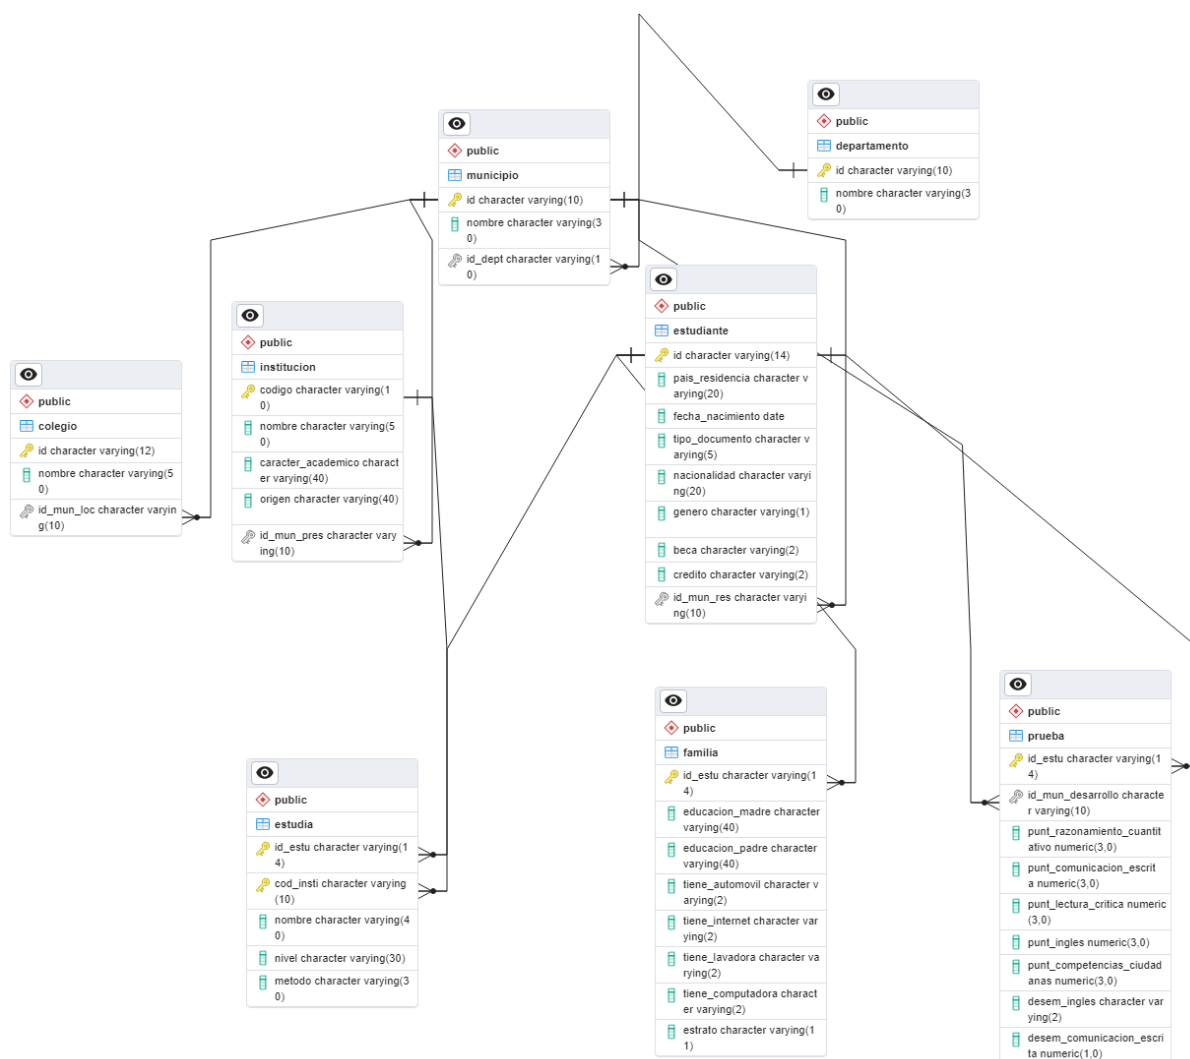 public
departamento
id character varying(10)
nombre character varying(3
0)
public
municipio
id character varying(10)
nombre character varying(3
0)
id_dept character varying(1
0)
public
estudiante
id character varying(14)
pais_residencia character v
arying(20)
fecha_nacimiento date
tipo_documento character v
arying(5)
nacionalidad character varyi
ng(20)
genero character varying(1)
beca character varying(2)
credito character varying(2)
id_mun_res character varyi
ng(10)
public
institucion
codigo character varying(1
0)
nombre character varying(5
0)
caracter_academico charact
er varying(40)
origen character varying(40)
id_mun_pres character vary
ing(10)
public
colegio
id character varying(12)
nombre character varying(5
0)
id_mun_loc character varyin
g(10)
public
estudia
id_estu character varying(1
4)
cod_insti character varying
(10)
nombre character varying(4
0)
nivel character varying(30)
metodo character varying(3
0)
public
familia
id_estu character varying(1
4)
educacion_madre character
varying(40)
educacion_padre character
varying(40)
tiene_automovil character v
arying(2)
tiene_internet character var
ying(2)
tiene_lavadora character va
rying(2)
tiene_computadora charact
er varying(2)
estrato character varying(1
1)
public
prueba
id_estu character varying(1
4)
id_mun_desarrollo characte
r varying(10)
punt_razonamiento_cuantit
ativo numeric(3,0)
punt_comunicacion_escrit
a numeric(3,0)
punt_lectura_critica numeric
(3,0)
punt_ingles numeric(3,0)
punt_competencias_ciudad
anas numeric(3,0)
desem_ingles character var
ying(2)
desem_comunicacion_escri
ta numeric(1,0)